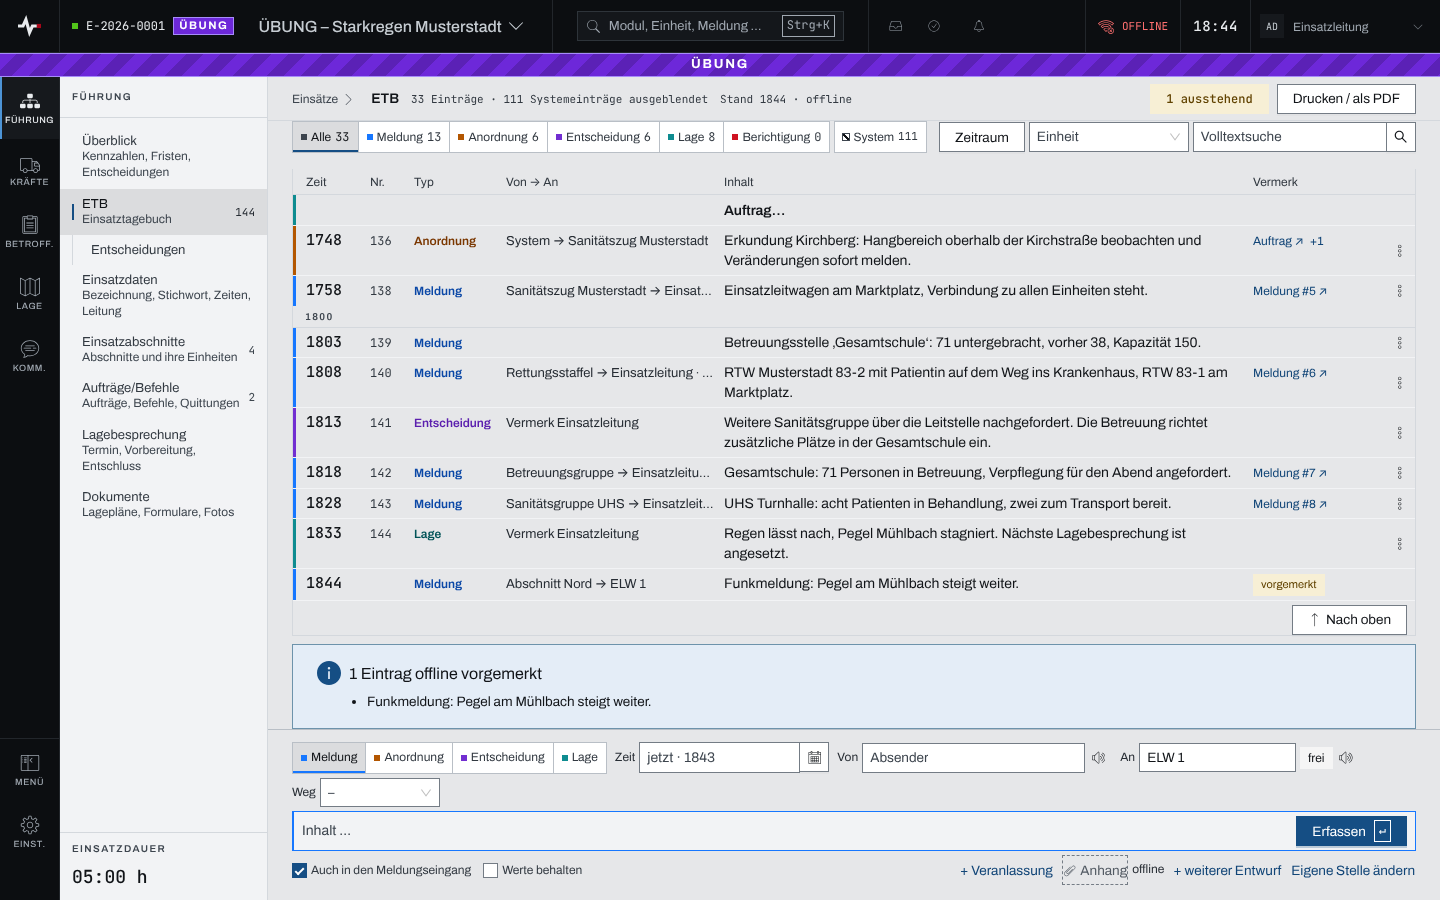 E-2026-0001 ÜBUNG ÜBUNG – Starkregen Musterstadt Modul, Einheit, Meldung ... Strg+K OFFLINE 18:44 AD Einsatzleitung
ÜBUNG
FÜHRUNG
KRÄFTE
BETROFF.
LAGE
KOMM.
MENÜ
EINST.
FÜHRUNG
Überblick
Kennzahlen, Fristen,
Entscheidungen
ETB
Einsatztagebuch 144
Entscheidungen
Einsatzdaten
Bezeichnung, Stichwort, Zeiten,
Leitung
Einsatzabschnitte
Abschnitte und ihre Einheiten 4
Aufträge/Befehle
Aufträge, Befehle, Quittungen 2
Lagebesprechung
Termin, Vorbereitung,
Entschluss
Dokumente
Lagepläne, Formulare, Fotos
EINSATZDAUER
05:00 h
Einsätze ETB 33 Einträge · 111 Systemeinträge ausgeblendet Stand 1844 · offline 1 ausstehend Drucken / als PDF
Alle 33 Meldung 13 Anordnung 6 Entscheidung 6 Lage 8 Berichtigung 0 System 111 Zeitraum Einheit Volltextsuche
Zeit Nr. Typ Von → An Inhalt Vermerk
Auftrag...
1748 136 Anordnung System → Sanitätszug Musterstadt Erkundung Kirchberg: Hangbereich oberhalb der Kirchstraße beobachten und Auftrag ↗ +1
Veränderungen sofort melden.
1758 138 Meldung Sanitätszug Musterstadt → Einsat... Einsatzleitwagen am Marktplatz, Verbindung zu allen Einheiten steht. Meldung #5 ↗
1800
1803 139 Meldung Betreuungsstelle ‚Gesamtschule‘: 71 untergebracht, vorher 38, Kapazität 150.
1808 140 Meldung Rettungsstaffel → Einsatzleitung · ... RTW Musterstadt 83-2 mit Patientin auf dem Weg ins Krankenhaus, RTW 83-1 am Meldung #6 ↗
Marktplatz.
1813 141 Entscheidung Vermerk Einsatzleitung Weitere Sanitätsgruppe über die Leitstelle nachgefordert. Die Betreuung richtet
zusätzliche Plätze in der Gesamtschule ein.
1818 142 Meldung Betreuungsgruppe → Einsatzleitu... Gesamtschule: 71 Personen in Betreuung, Verpflegung für den Abend angefordert. Meldung #7 ↗
1828 143 Meldung Sanitätsgruppe UHS → Einsatzleit... UHS Turnhalle: acht Patienten in Behandlung, zwei zum Transport bereit. Meldung #8 ↗
1833 144 Lage Vermerk Einsatzleitung Regen lässt nach, Pegel Mühlbach stagniert. Nächste Lagebesprechung ist
angesetzt.
1844 Meldung Abschnitt Nord → ELW 1 Funkmeldung: Pegel am Mühlbach steigt weiter. vorgemerkt
↑ Nach oben
1 Eintrag offline vorgemerkt
• Funkmeldung: Pegel am Mühlbach steigt weiter.
Meldung Anordnung Entscheidung Lage Zeit jetzt · 1843 Von Absender An ELW 1 frei
Weg –
Inhalt ... Erfassen ↵
Auch in den Meldungseingang Werte behalten + Veranlassung Anhang offline + weiterer Entwurf Eigene Stelle ändern